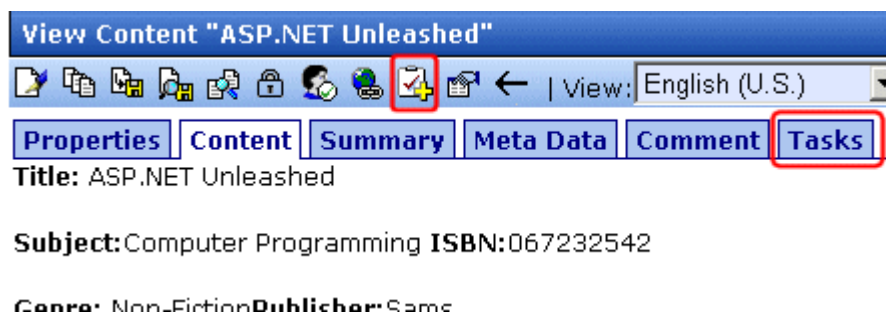 View Content "ASP.NET Unleashed"
| View: English (U.S.)
Properties Content Summary Meta Data Comment Tasks
Title: ASP.NET Unleashed
Subject:Computer Programming ISBN:067232542
Genre: Non-FictionPublisher:Sams